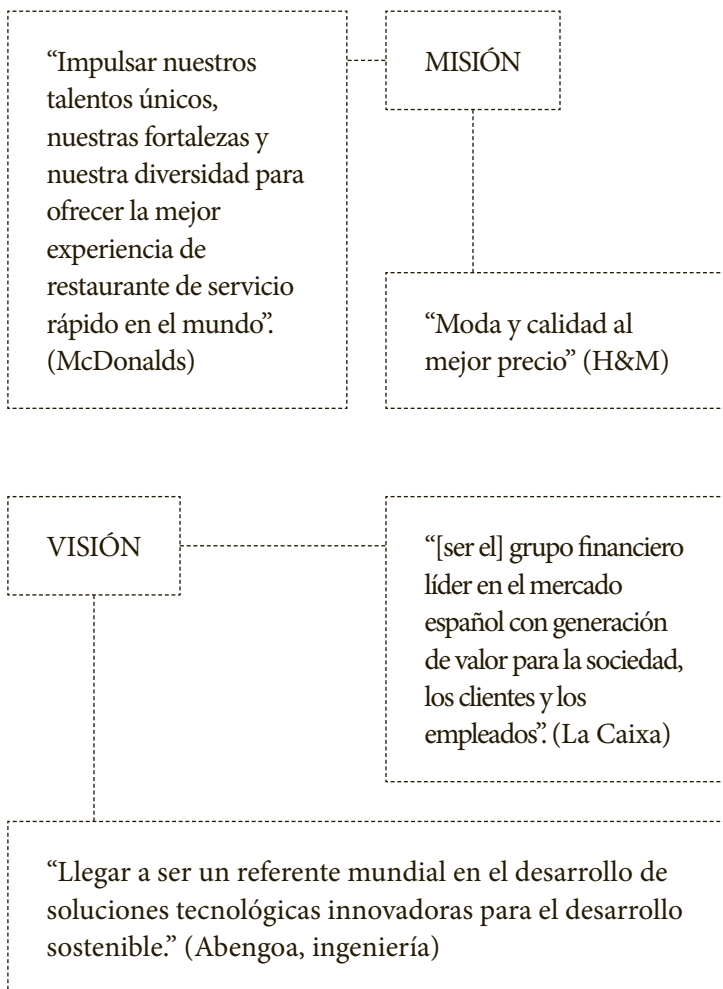 “Impulsar nuestros
talentos únicos,
nuestras fortalezas y
nuestra diversidad para
ofrecer la mejor
experiencia de
restaurante de servicio
rápido en el mundo”.
(McDonalds)
MISIÓN
“Moda y calidad al
mejor precio” (H&M)
VISIÓN
“[ser el] grupo financiero
líder en el mercado
español con generación
de valor para la sociedad,
los clientes y los
empleados”. (La Caixa)
“Llegar a ser un referente mundial en el desarrollo de
soluciones tecnológicas innovadoras para el desarrollo
sostenible.” (Abengoa, ingeniería)